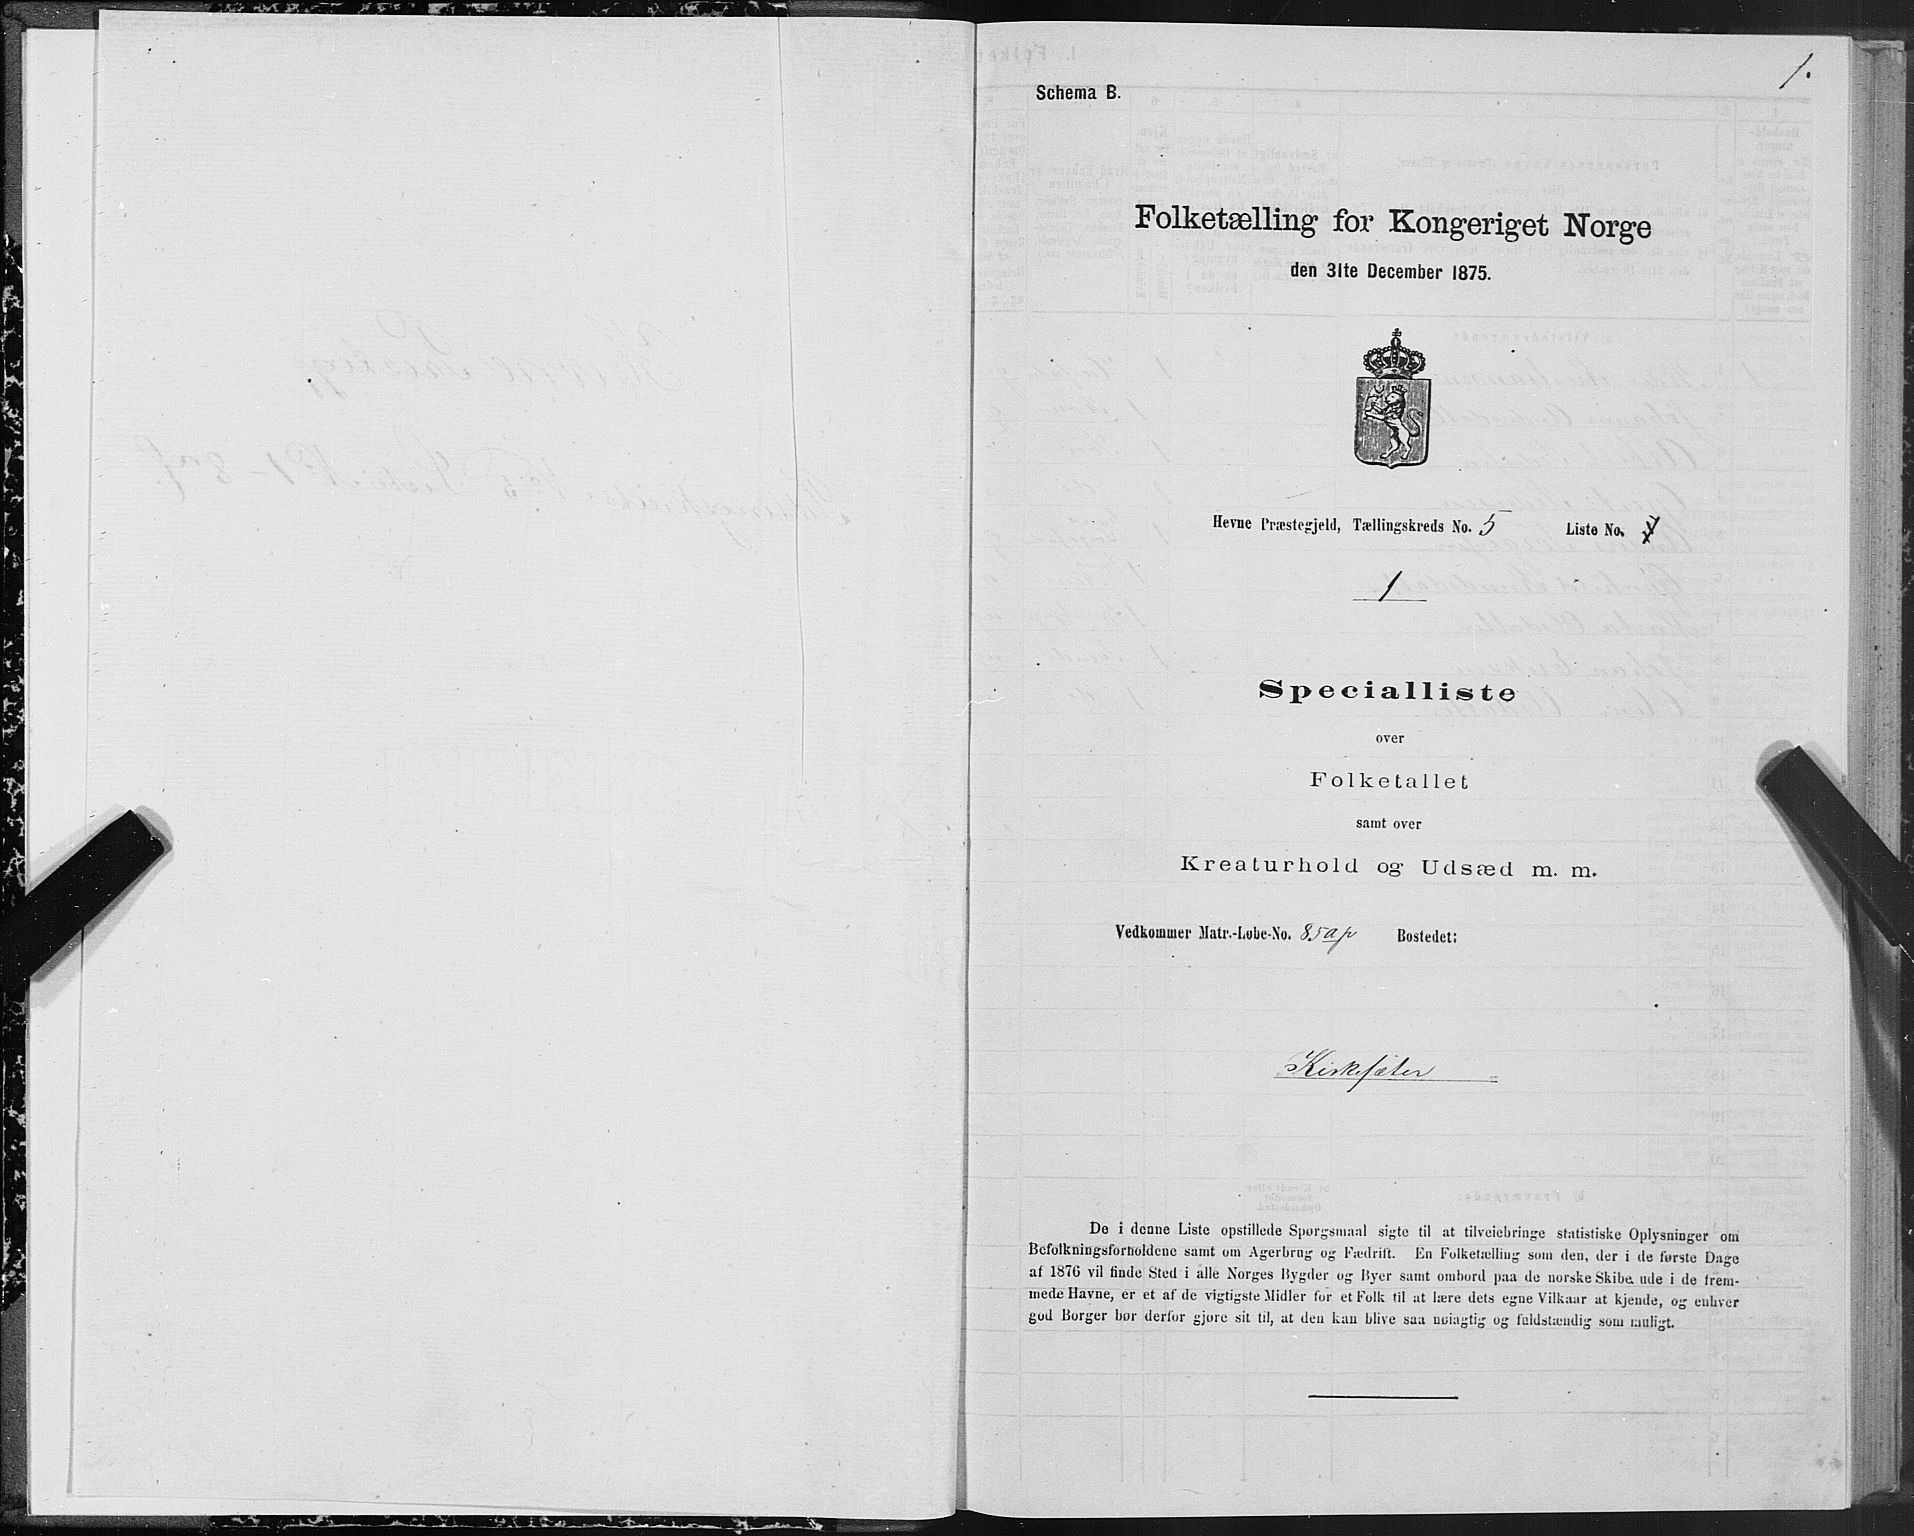 1.
Schema B.
Folketælling for Kongeriget Norge
den 31te December 1875.
Hevne Præstegjeld, Tællingskreds No. 5 Liste No.
1
Specialliste
over
Folketallet
samt over
Kreaturhold og Udsæd m. m.
Vedkommer Matr.-Løbe-No. 85ap Bostedet:
Kirkesæter
De i denne Liste opstillede Spørgsmaal sigte til at tilveiebringe statistiske Oplysninger om
Befolkningsforholdene samt om Agerbrug og Fædrift. En Folketælling som den, der i de første Dage
af 1876 vil finde Sted i alle Norges Bygder og Byer samt ombord paa de norske Skibe ude i de frem-
mede Havne, er et af de vigtigste Midler for et Folk til at lære dets egne Vilkaar at kjende, og enhver
god Borger bør derfor gjøre sit til, at den kan blive saa nøiagtig og fuldstændig som muligt.